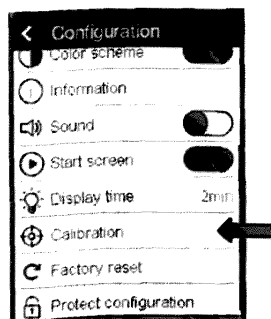 Configuration
Color scheme
Information
Sound
Start screen
Display time 2min
Calibration
Factory reset
Protect configuration